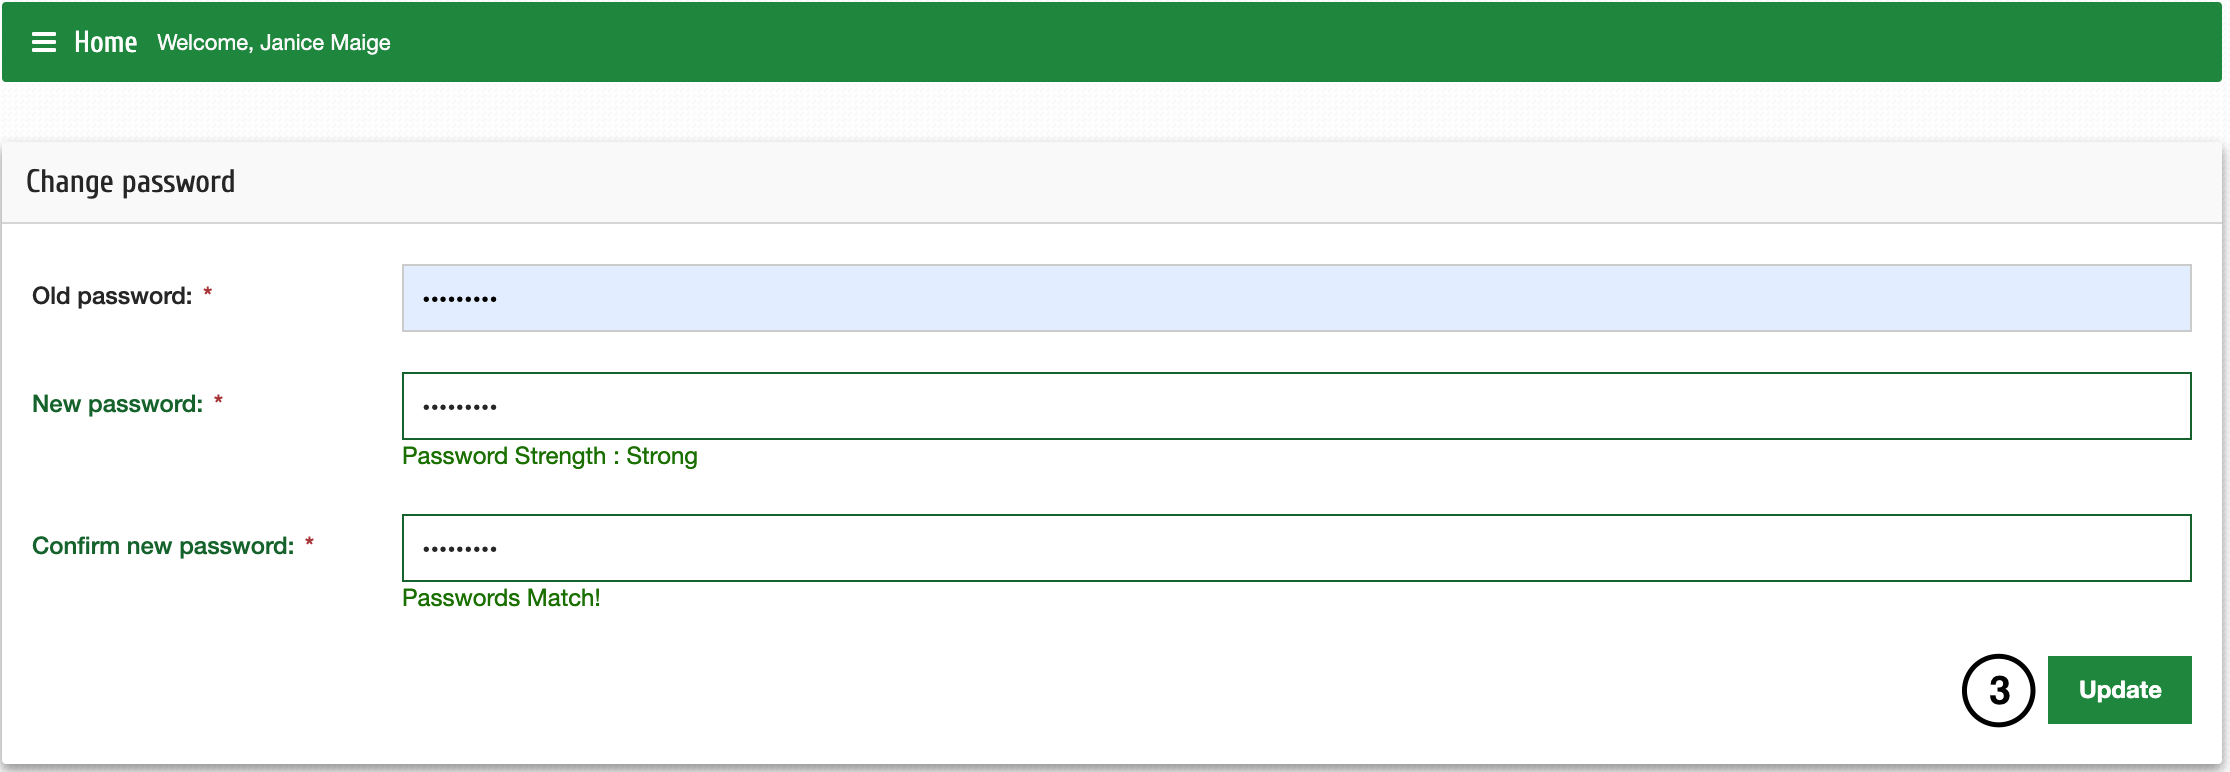 Home Welcome, Janice Maige
Change password
Old password: * •••••••••
New password: * •••••••••
Password Strength : Strong
Confirm new password: * •••••••••
Passwords Match!
3 Update